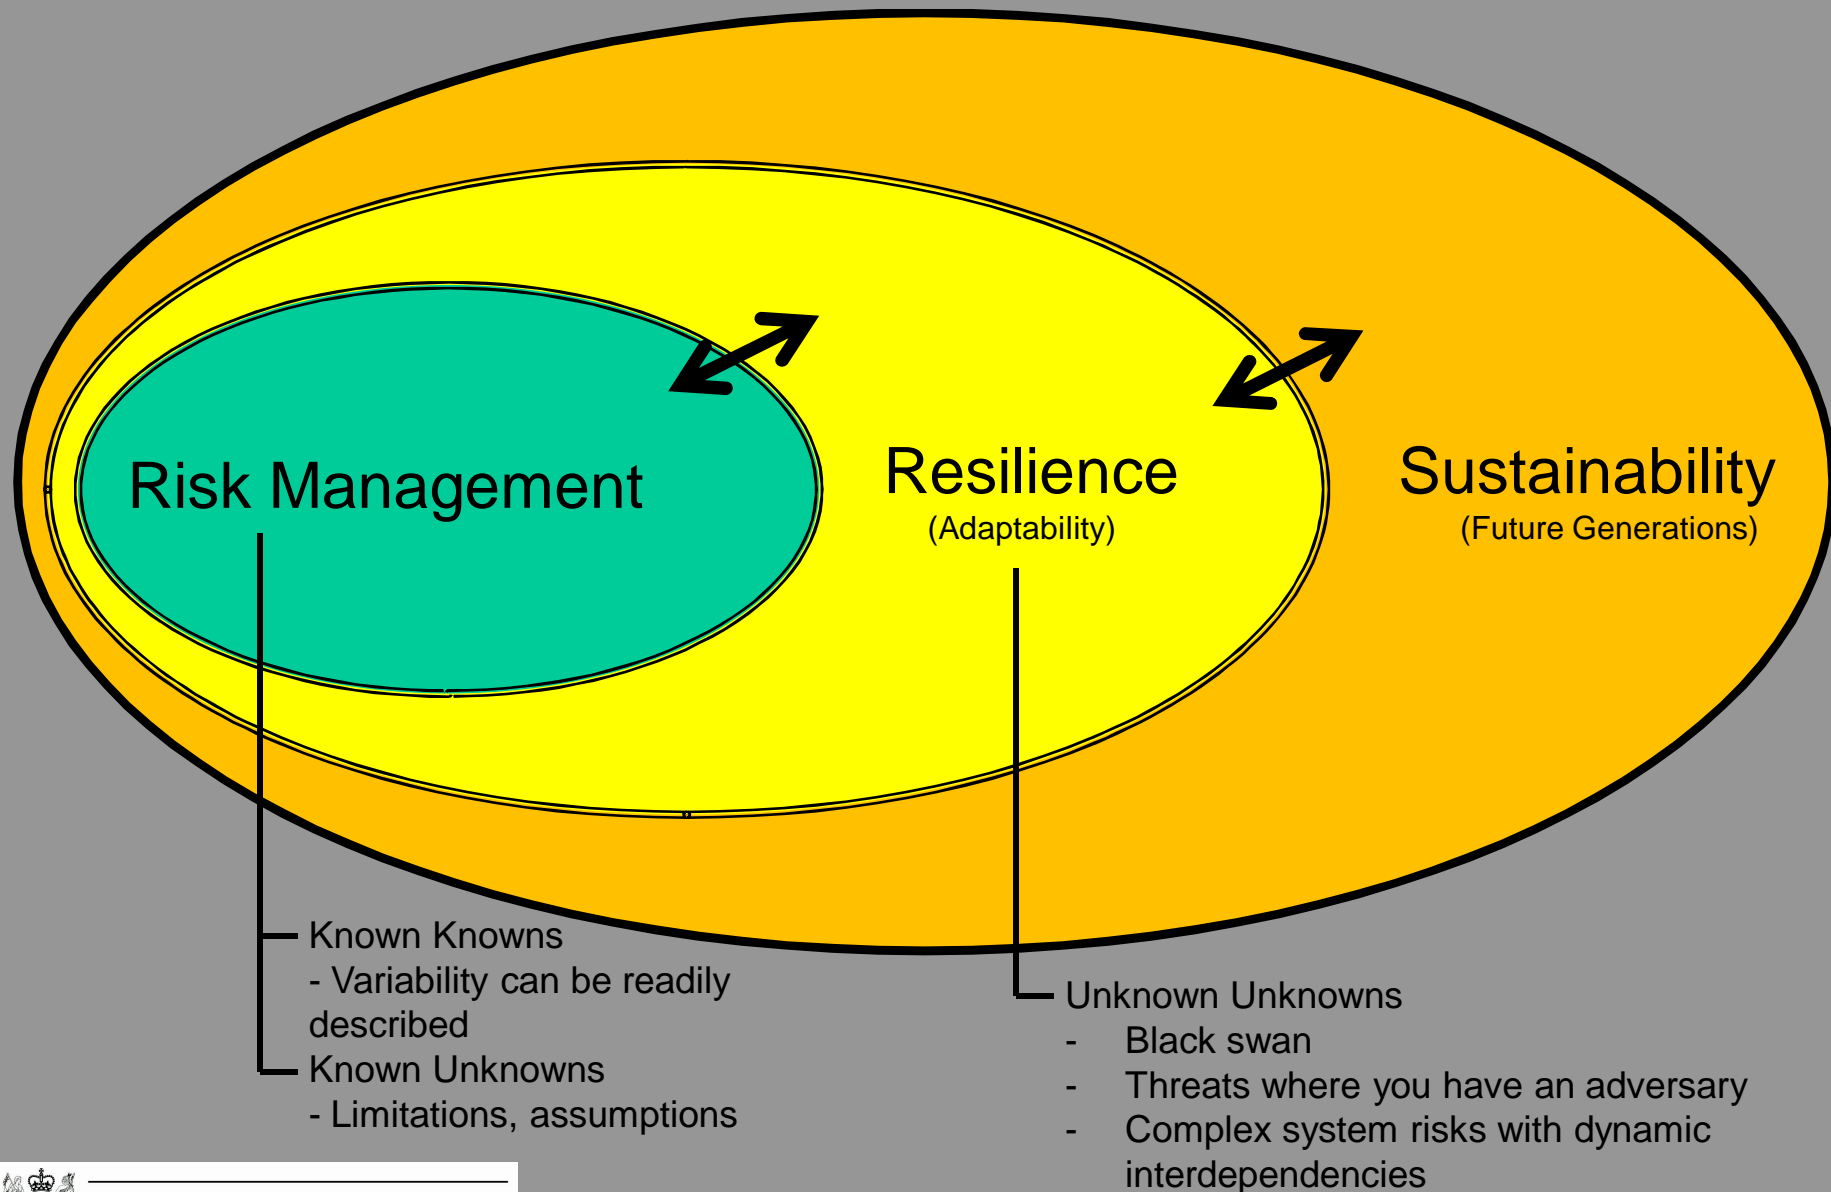 Risk Management
Resilience
(Adaptability)
Sustainability
(Future Generations)
Known Knowns
- Variability can be readily
described
Known Unknowns
- Limitations, assumptions
Unknown Unknowns
- Black swan
- Threats where you have an adversary
- Complex system risks with dynamic
interdependencies